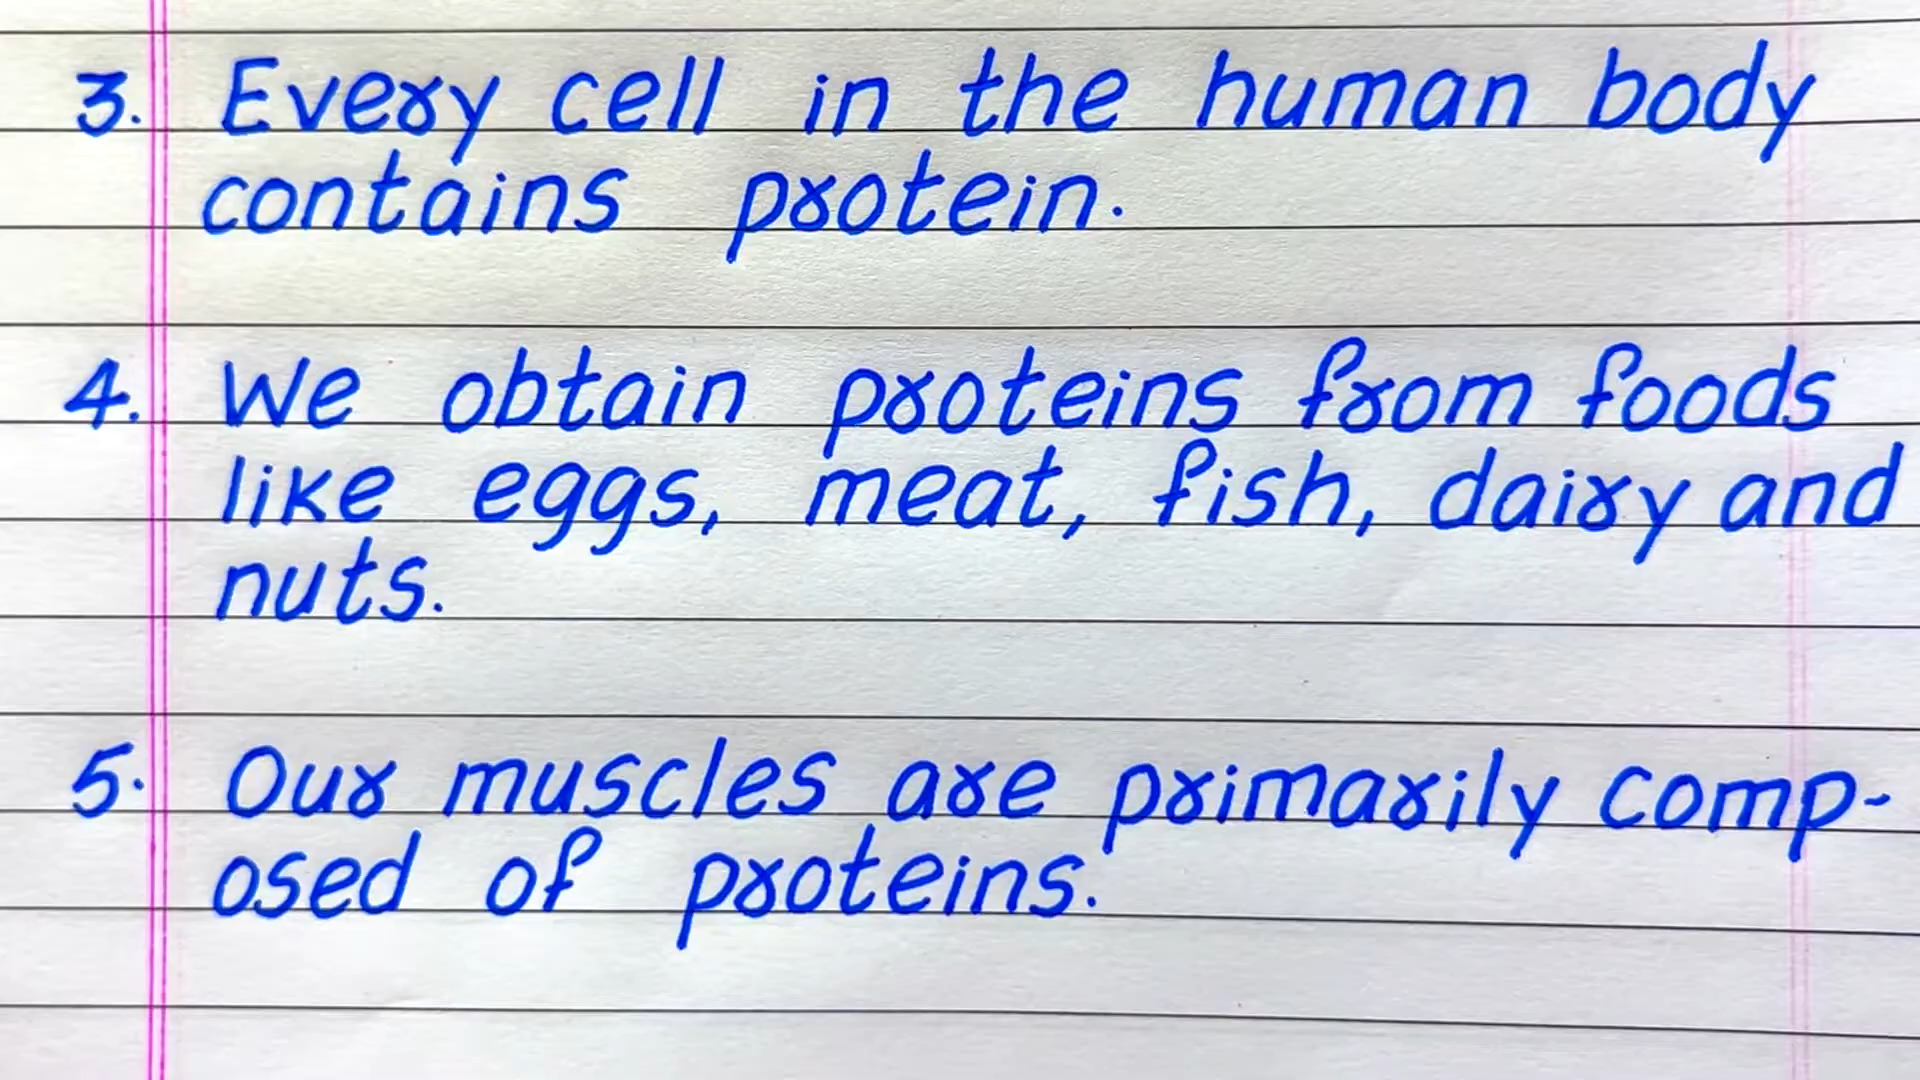 3. Every cell in the human body
contains protein.
4. We obtain proteins from foods
like eggs, meat, fish, dairy and
nuts.
5. Our muscles are primarily comp-
osed of proteins.